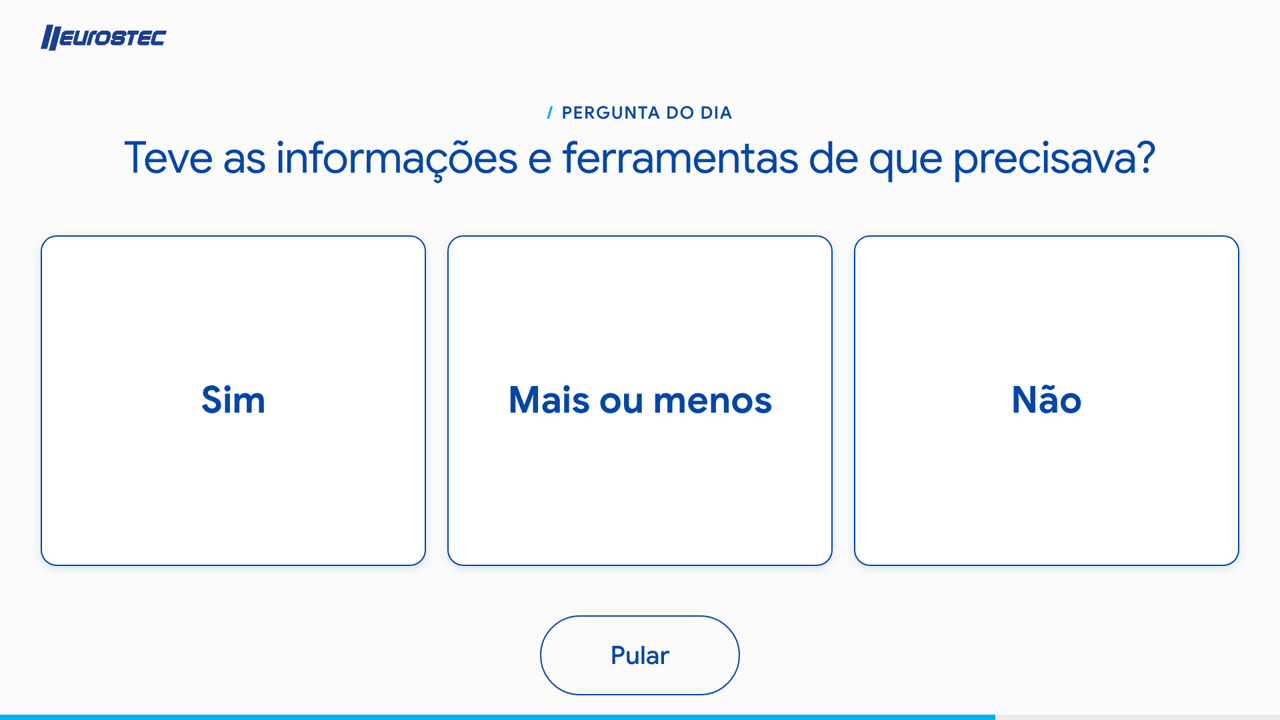 EUROSTEC
/ PERGUNTA DO DIA
Teve as informações e ferramentas de que precisava?
Sim
Mais ou menos
Não
Pular